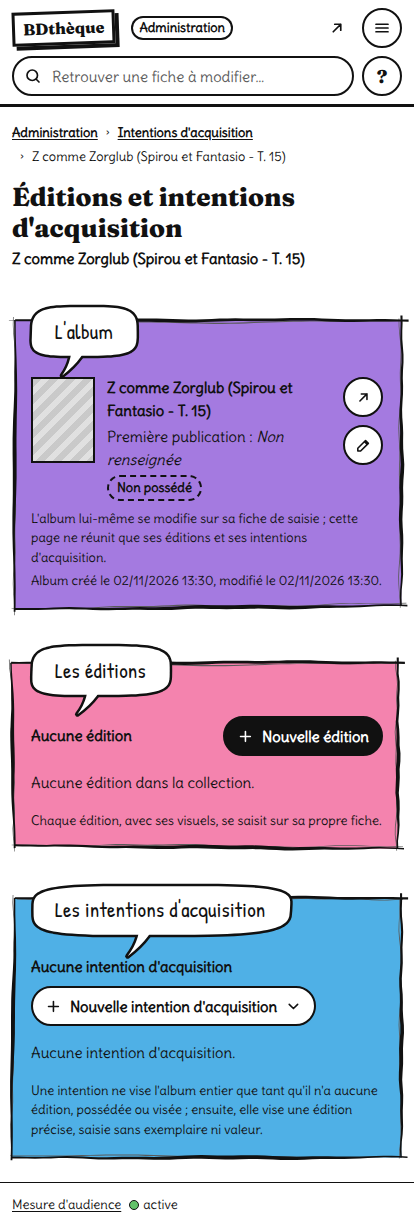 BDthèque
Administration
Retrouver une fiche à modifier...
?
Administration › Intentions d'acquisition
› Z comme Zorglub (Spirou et Fantasio - T. 15)
Éditions et intentions
d'acquisition
Z comme Zorglub (Spirou et Fantasio - T. 15)
L'album
Z comme Zorglub (Spirou et
Fantasio - T. 15)
Première publication : Non
renseignée
Non possédé
L'album lui-même se modifie sur sa fiche de saisie ; cette
page ne réunit que ses éditions et ses intentions
d'acquisition.
Album créé le 02/11/2026 13:30, modifié le 02/11/2026 13:30.
Les éditions
Aucune édition
+ Nouvelle édition
Aucune édition dans la collection.
Chaque édition, avec ses visuels, se saisit sur sa propre fiche.
Les intentions d'acquisition
Aucune intention d'acquisition
+ Nouvelle intention d'acquisition
Aucune intention d'acquisition.
Une intention ne vise l'album entier que tant qu'il n'a aucune
édition, possédée ou visée ; ensuite, elle vise une édition
précise, saisie sans exemplaire ni valeur.
Mesure d'audience active